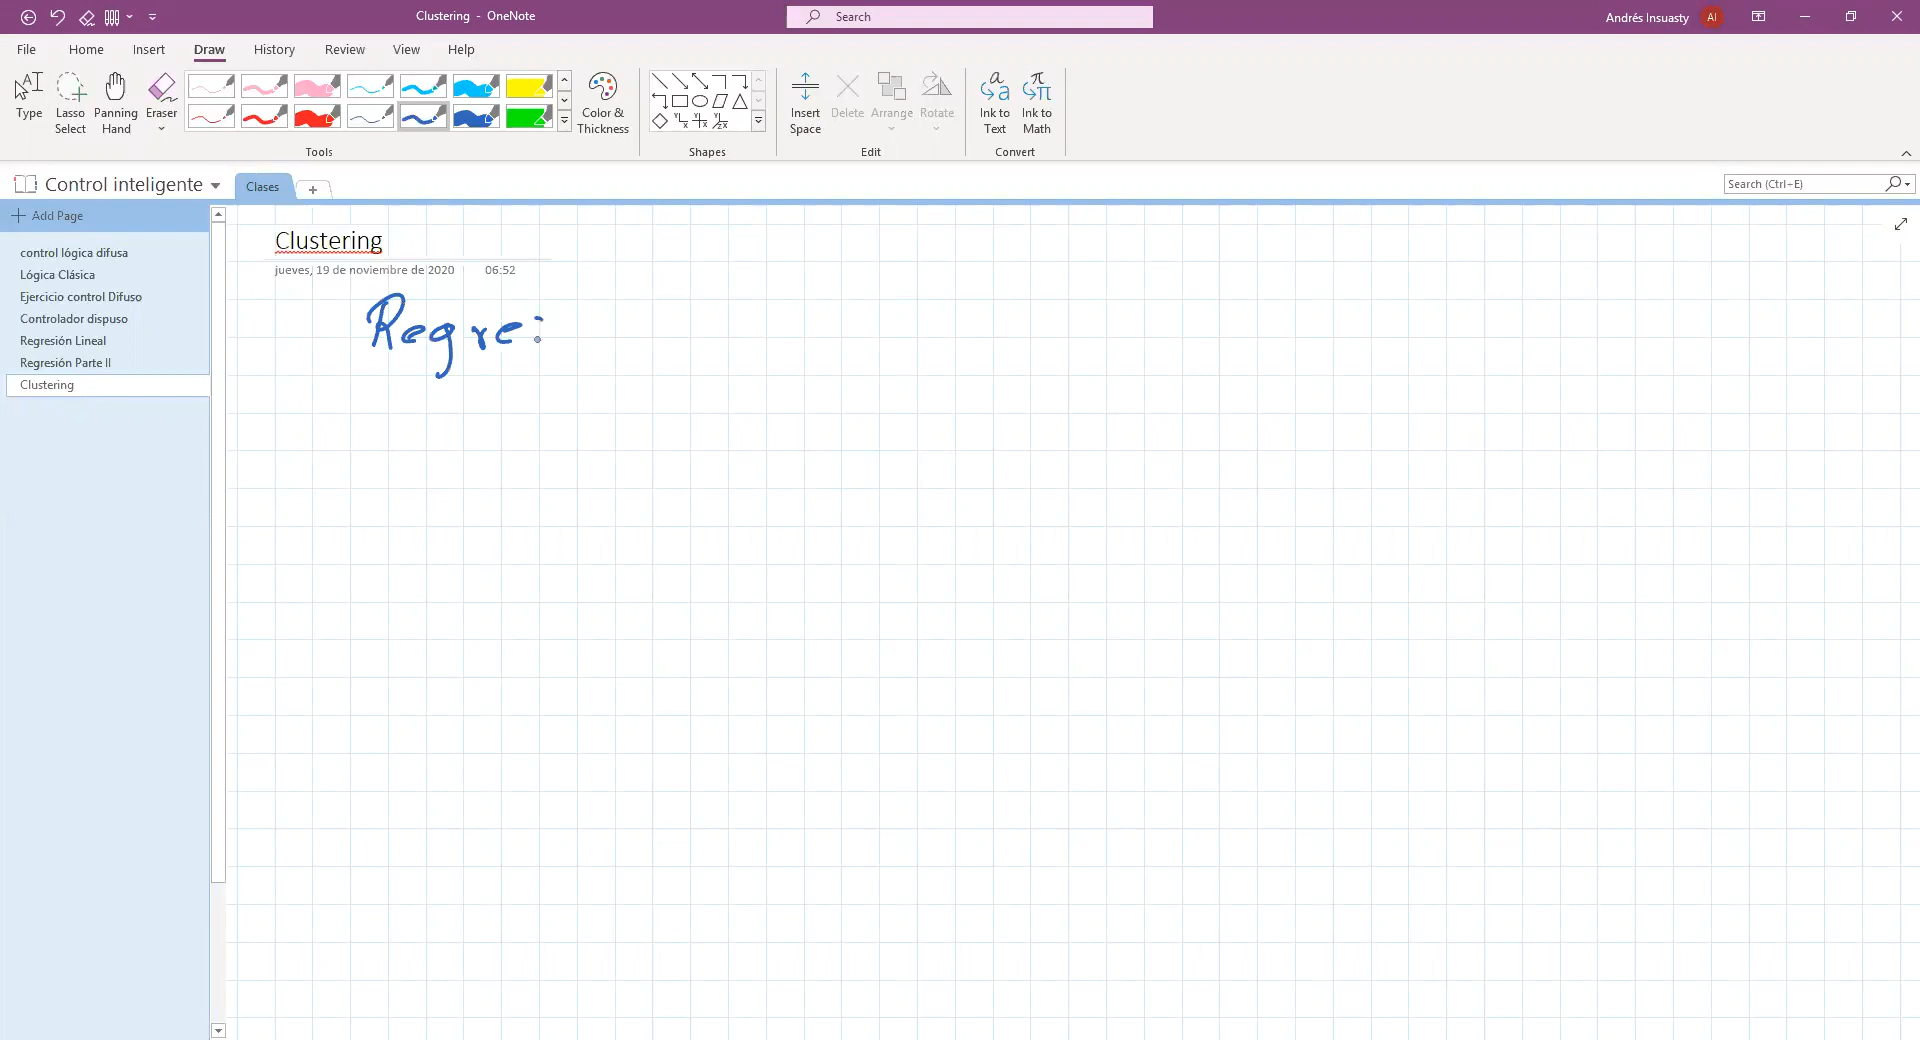 Clustering - OneNote
Search
Andrés Insuasty
AI
File Home Insert Draw History Review View Help
Type
Lasso Select
Panning Hand
Eraser
Color & Thickness
Insert Space
Delete
Arrange
Rotate
Ink to Text
Ink to Math
Tools
Shapes
Edit
Convert
Control inteligente
Clases
Search (Ctrl+E)
Add Page
control lógica difusa
Lógica Clásica
Ejercicio control Difuso
Controlador dispuso
Regresión Lineal
Regresión Parte II
Clustering
Clustering
jueves, 19 de noviembre de 2020 06:52
Regre